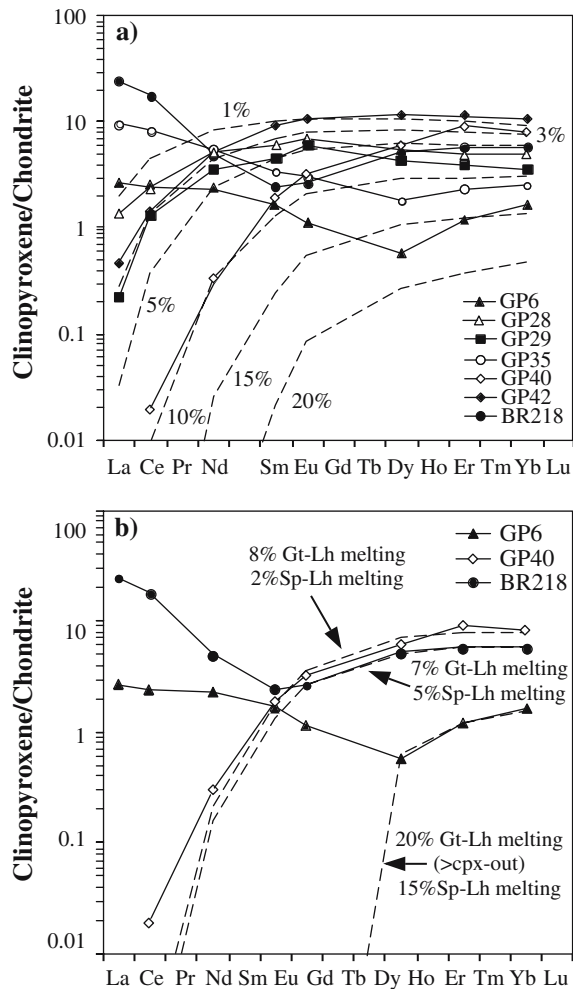 a)
Clinopyroxene/Chondrite
100
10
1
0.1
0.01
1%
3%
5%
10%
15%
20%
GP6
GP28
GP29
GP35
GP40
GP42
BR218
La Ce Pr Nd Sm Eu Gd Tb Dy Ho Er Tm Yb Lu
b)
Clinopyroxene/Chondrite
100
10
1
0.1
0.01
GP6
GP40
BR218
8% Gt-Lh melting
2%Sp-Lh melting
7% Gt-Lh melting
5%Sp-Lh melting
20% Gt-Lh melting
(>cpx-out)
15%Sp-Lh melting
La Ce Pr Nd Sm Eu Gd Tb Dy Ho Er Tm Yb Lu